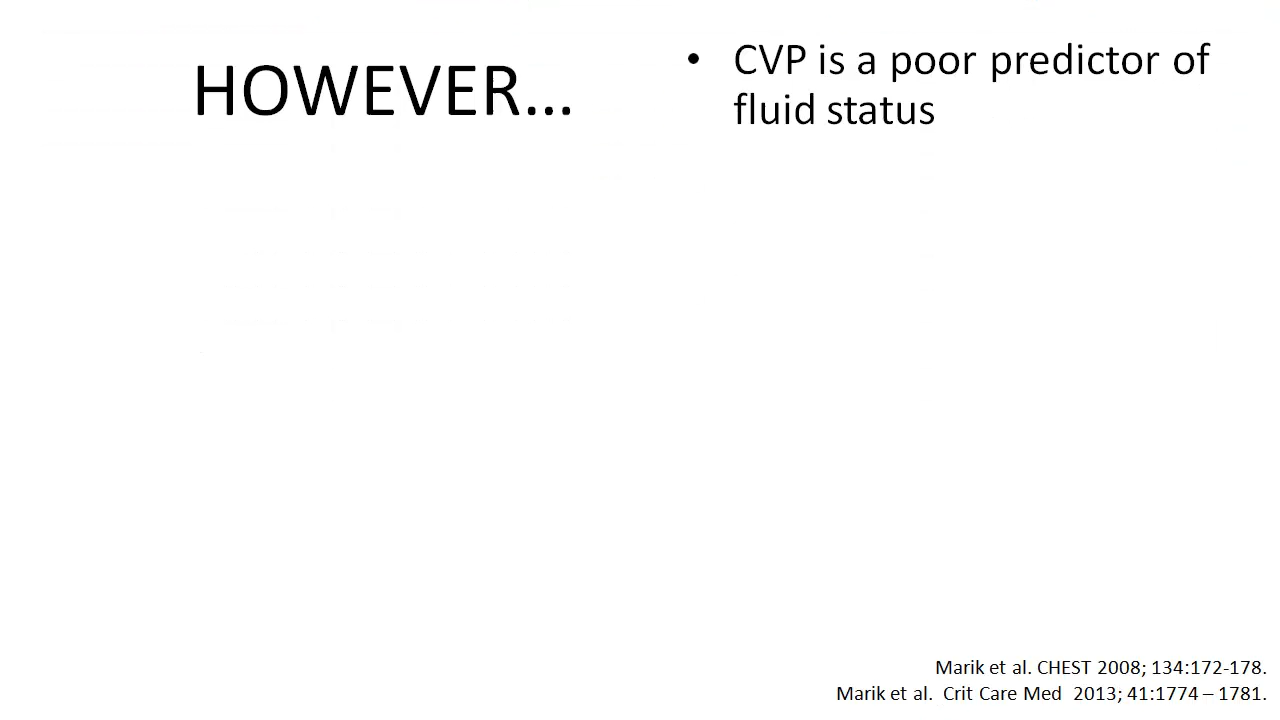 HOWEVER...
• CVP is a poor predictor of
fluid status
Marik et al. CHEST 2008; 134:172-178.
Marik et al.  Crit Care Med  2013; 41:1774 – 1781.